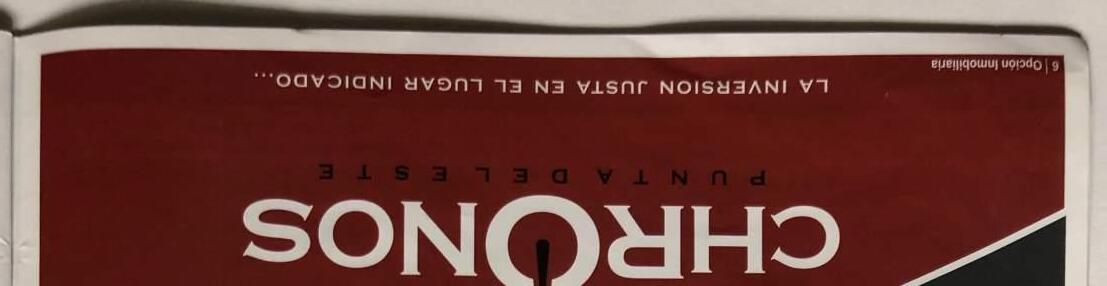 CHRONOS
PUNTA DEL ESTE
LA INVERSION JUSTA EN EL LUGAR INDICADO...
6 | Opción Inmobiliaria